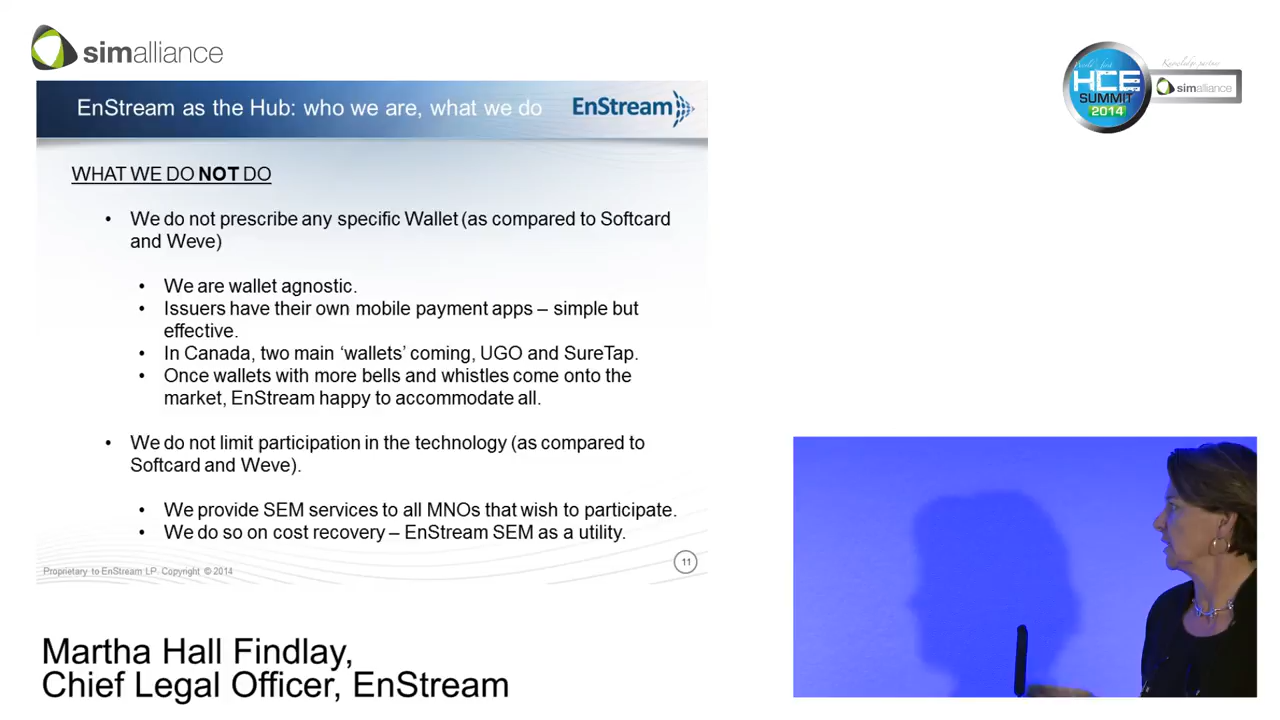 simalliance
World's first
HCE
SUMMIT
2014
Knowledge partner
simalliance
EnStream as the Hub: who we are, what we do
EnStream
WHAT WE DO NOT DO
• We do not prescribe any specific Wallet (as compared to Softcard
and Weve)
• We are wallet agnostic.
• Issuers have their own mobile payment apps – simple but
effective.
• In Canada, two main ‘wallets’ coming, UGO and SureTap.
• Once wallets with more bells and whistles come onto the
market, EnStream happy to accommodate all.
• We do not limit participation in the technology (as compared to
Softcard and Weve).
• We provide SEM services to all MNOs that wish to participate.
• We do so on cost recovery – EnStream SEM as a utility.
Proprietary to EnStream LP. Copyright © 2014
11
Martha Hall Findlay,
Chief Legal Officer, EnStream